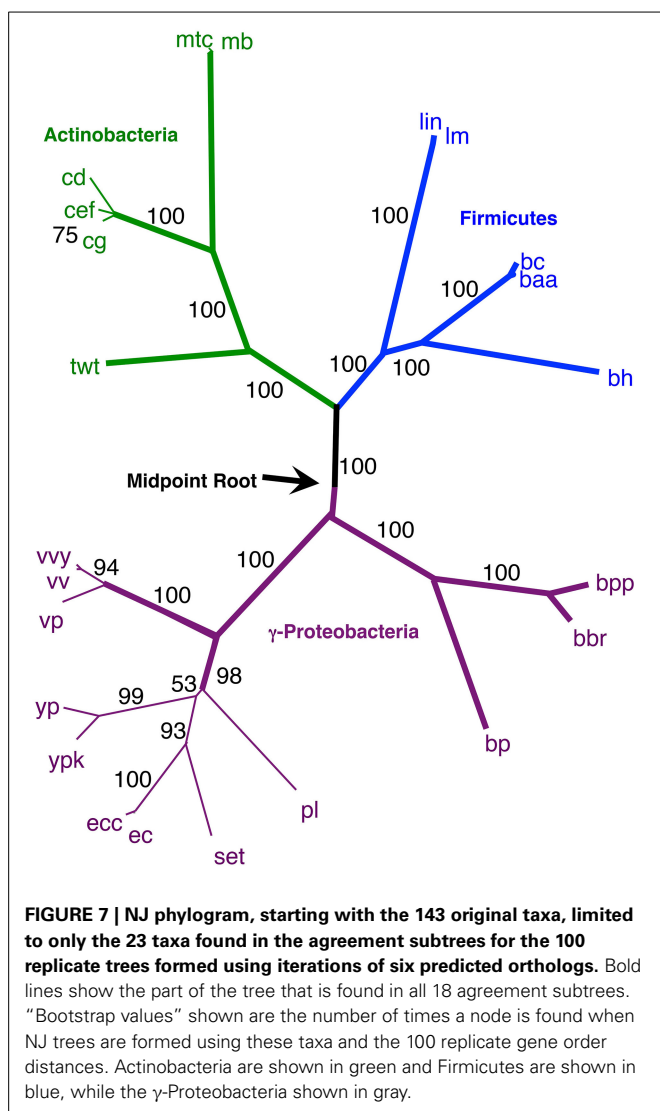 mtc mb
Actinobacteria
lin
lm
cd
cef
75 cg
100
100
Firmicutes
bc
baa
100
100
twt
100
100
100
bh
Midpoint Root
100
100
100
vvy
94
vv
100
vp
100
bpp
γ-Proteobacteria
bbr
53
98
99
yp
93
ypk
bp
100
pl
ecc
ec
set
FIGURE 7 | NJ phylogram, starting with the 143 original taxa, limited
to only the 23 taxa found in the agreement subtrees for the 100
replicate trees formed using iterations of six predicted orthologs. Bold
lines show the part of the tree that is found in all 18 agreement subtrees.
“Bootstrap values” shown are the number of times a node is found when
NJ trees are formed using these taxa and the 100 replicate gene order
distances. Actinobacteria are shown in green and Firmicutes are shown in
blue, while the γ-Proteobacteria shown in gray.